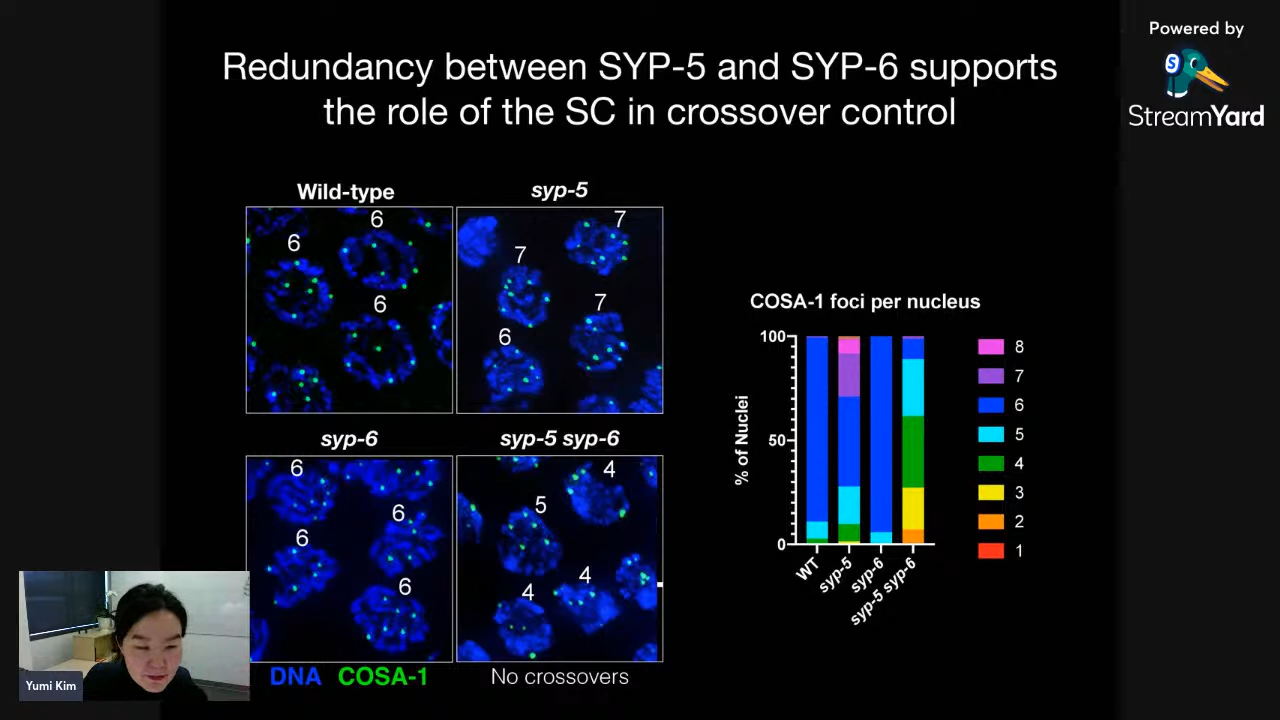 Powered by
StreamYard
Redundancy between SYP-5 and SYP-6 supports
the role of the SC in crossover control
Wild-type
syp-5
6
6
6
7
7
7
6
syp-6
syp-5 syp-6
6
6
6
6
4
5
4
4
DNA COSA-1
No crossovers
COSA-1 foci per nucleus
% of Nuclei
100
50
0
WT
syp-5
syp-6
syp-5 syp-6
8
7
6
5
4
3
2
1
Yumi Kim